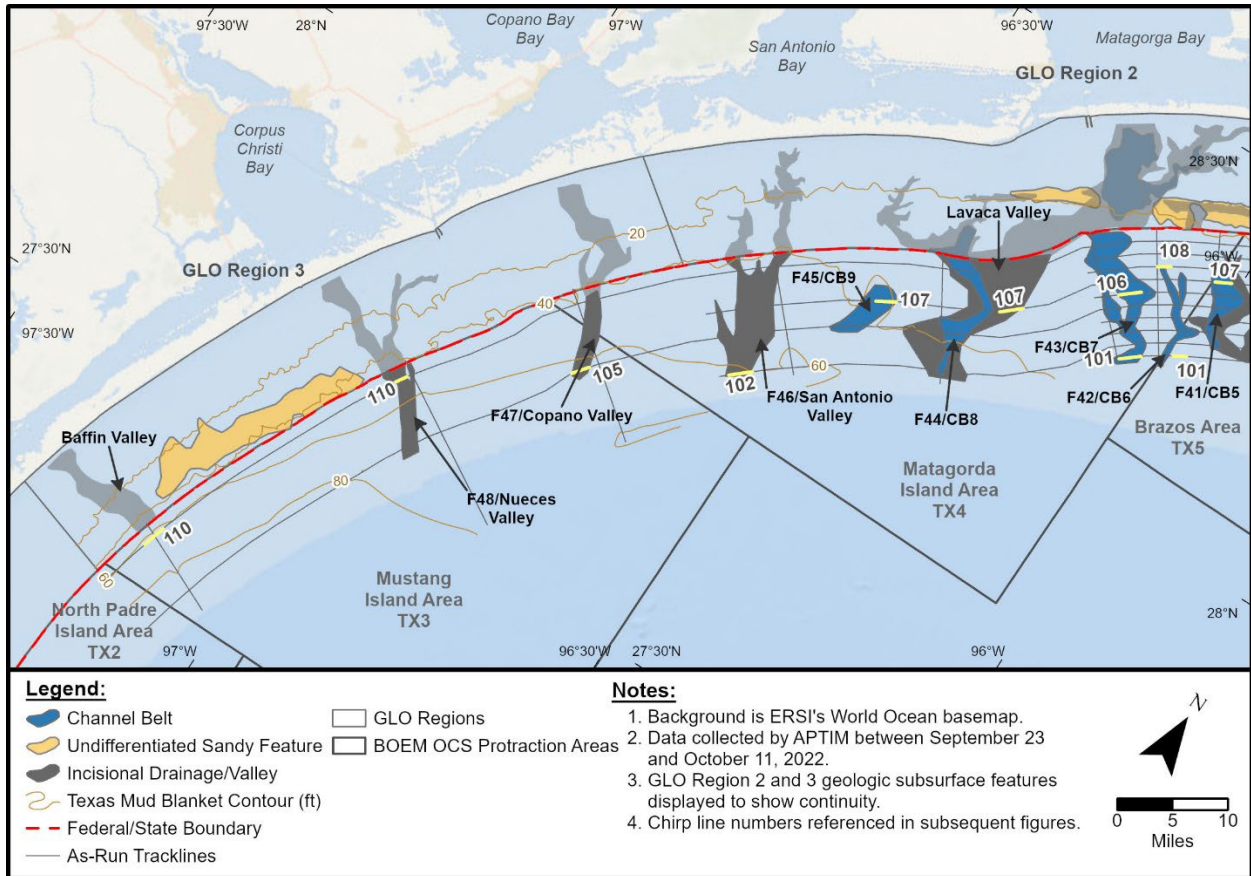 97°30'W
28°N
Copano Bay
Bay
97°W
San Antonio
Bay
96°30'W
Matagorga Bay
GLO Region 2
Corpus
Christi
Bay
28°30'N
27°30'N
GLO Region 3
20
Lavaca Valley
96°W
108
107
F45/CB9
107
106
107
40
97°30'W
110
105
102
60
F43/CB7
101
101
F47/Copano Valley
F46/San Antonio
Valley
F44/CB8
F42/CB6
F41/CB5
Brazos Area
TX5
Baffin Valley
80
F48/Nueces
Valley
Matagorda
Island Area
TX4
110
60
Mustang
Island Area
TX3
North Padre
Island Area
TX2
28°N
97°W
96°30'W
27°30'N
96°W
Legend:
Channel Belt
Undifferentiated Sandy Feature
Incisional Drainage/Valley
Texas Mud Blanket Contour (ft)
Federal/State Boundary
As-Run Tracklines
GLO Regions
BOEM OCS Protraction Areas
Notes:
1. Background is ERSI's World Ocean basemap.
2. Data collected by APTIM between September 23
and October 11, 2022.
3. GLO Region 2 and 3 geologic subsurface features
displayed to show continuity.
4. Chirp line numbers referenced in subsequent figures.
N
0 5 10
Miles